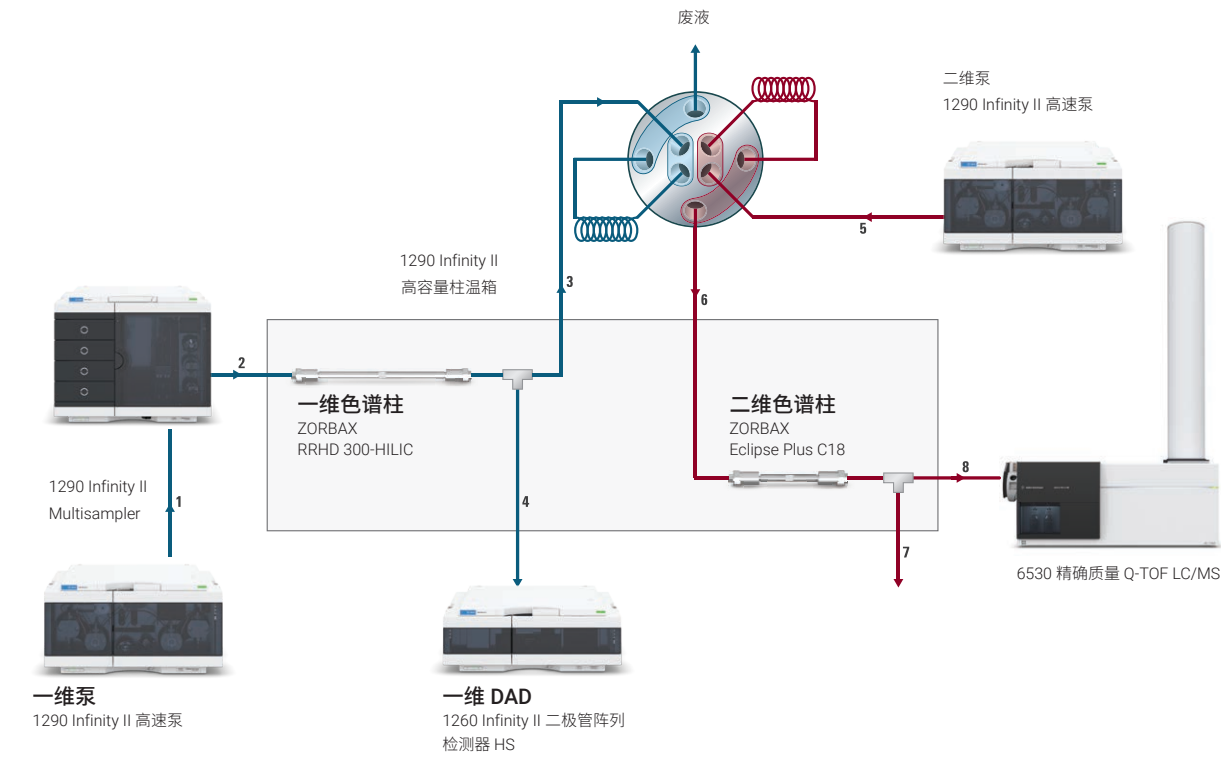 废液
二维泵
1290 Infinity II 高速泵
5
1290 Infinity II
高容量柱温箱
3
6
2
一维色谱柱
ZORBAX
RRHD 300-HILIC
二维色谱柱
ZORBAX
Eclipse Plus C18
8
1290 Infinity II
Multisampler
1
4
7
6530 精确质量 Q-TOF LC/MS
一维泵
1290 Infinity II 高速泵
一维 DAD
1260 Infinity II 二极管阵列
检测器 HS